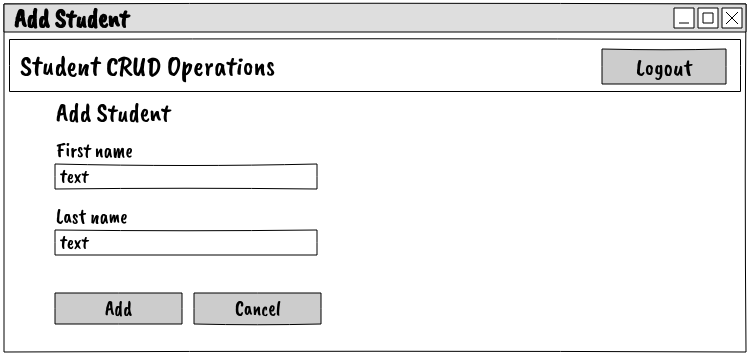 Add Student
Student CRUD Operations Logout
Add Student
First name
text
Last name
text
Add Cancel